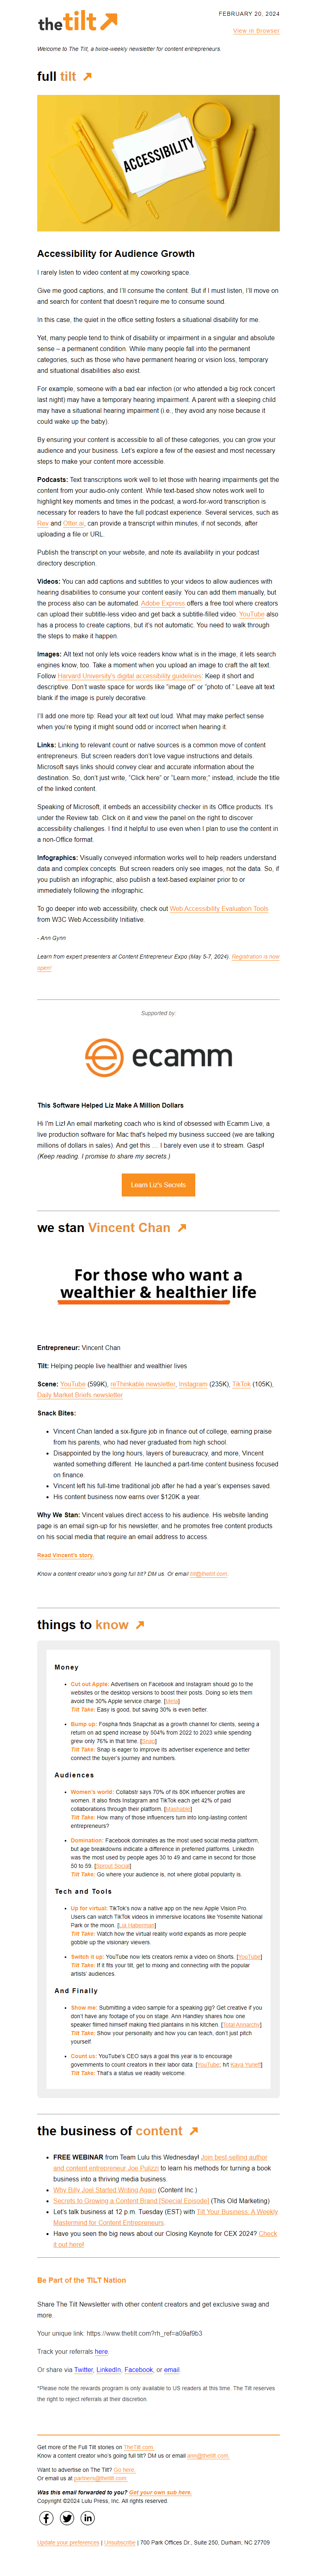 thetilt
FEBRUARY 20, 2024
View in Browser
Welcome to The Tilt, a twice-weekly newsletter for content entrepreneurs.
full tilt
ACCESSIBILITY
Accessibility for Audience Growth
I rarely listen to video content at my coworking space.
Give me good captions, and I'll consume the content. But if I must listen, I'll move on
and search for content that doesn't require me to consume sound.
In this case, the quiet in the office setting fosters a situational disability for me.
Yet, many people tend to think of disability or impairment in a singular and absolute
sense – a permanent condition. While many people fall into the permanent
categories, such as those who have permanent hearing or vision loss, temporary
and situational disabilities also exist.
For example, someone with a bad ear infection (or who attended a big rock concert
last night) may have a temporary hearing impairment. A parent with a sleeping child
may have a situational hearing impairment (i.e., they avoid any noise because it
could wake up the baby).
By ensuring your content is accessible to all of these categories, you can grow your
audience and your business. Let's explore a few of the easiest and most necessary
steps to make your content more accessible.
Podcasts: Text transcriptions work well to let those with hearing impairments get the
content from your audio-only content. While text-based show notes work well to
highlight key moments and times in the podcast, a word-for-word transcription is
necessary for readers to have the full podcast experience. Several services, such as
Rev and Otter.ai, can provide a transcript within minutes, if not seconds, after
uploading a file or URL.
Publish the transcript on your website, and note its availability in your podcast
directory description.
Videos: You can add captions and subtitles to your videos to allow audiences with
hearing disabilities to consume your content easily. You can add them manually, but
the process also can be automated. Adobe Express offers a free tool where creators
can upload their subtitle-less video and get back a subtitle-filled video. YouTube also
has a process to create captions, but it's not automatic. You need to walk through
the steps to make it happen.
Images: Alt text not only lets voice readers know what is in the image, it lets search
engines know, too. Take a moment when you upload an image to craft the alt text.
Follow Harvard University's digital accessibility guidelines: Keep it short and
descriptive. Don't waste space for words like "image of" or "photo of." Leave alt text
blank if the image is purely decorative.
I'll add one more tip: Read your alt text out loud. What may make perfect sense
when you're typing it might sound odd or incorrect when hearing it.
Links: Linking to relevant count or native sources is a common move of content
entrepreneurs. But screen readers don't love vague instructions and details.
Microsoft says links should convey clear and accurate information about the
destination. So, don't just write, "Click here" or "Learn more," instead, include the title
of the linked content.
Speaking of Microsoft, it embeds an accessibility checker in its Office products. It's
under the Review tab. Click on it and view the panel on the right to discover
accessibility challenges. I find it helpful to use even when I plan to use the content in
a non-Office format.
Infographics: Visually conveyed information works well to help readers understand
data and complex concepts. But screen readers only see images, not the data. So, if
you publish an infographic, also publish a text-based explainer prior to or
immediately following the infographic.
To go deeper into web accessibility, check out Web Accessibility Evaluation Tools
from W3C Web Accessibility Initiative.
- Ann Gynn
Learn from expert presenters at Content Entrepreneur Expo (May 5-7, 2024). Registration is now
open!
Supported by:
ecamm
This Software Helped Liz Make A Million Dollars
Hi I'm Liz! An email marketing coach who is kind of obsessed with Ecamm Live, a
live production software for Mac that's helped my business succeed (we are talking
millions of dollars in sales). And get this … I barely even use it to stream. Gasp!
(Keep reading. I promise to share my secrets.)
Learn Liz's Secrets
we stan Vincent Chan
For those who want a
wealthier & healthier life
Entrepreneur: Vincent Chan
Tilt: Helping people live healthier and wealthier lives
Scene: YouTube (599K), reThinkable newsletter, Instagram (235K), TikTok (105K),
Daily Market Briefs newsletter
Snack Bites:
• Vincent Chan landed a six-figure job in finance out of college, earning praise
from his parents, who had never graduated from high school.
• Disappointed by the long hours, layers of bureaucracy, and more, Vincent
wanted something different. He launched a part-time content business focused
on finance.
• Vincent left his full-time traditional job after he had a year's expenses saved.
• His content business now earns over $120K a year.
Why We Stan: Vincent values direct access to his audience. His website landing
page is an email sign-up for his newsletter, and he promotes free content products
on his social media that require an email address to access.
Read Vincent's story.
Know a content creator who's going full tilt? DM us. Or email tilt@thetilt.com.
things to know
Money
• Cut out Apple: Advertisers on Facebook and Instagram should go to the
websites or the desktop versions to boost their posts. Doing so lets them
avoid the 30% Apple service charge. [Meta]
Tilt Take: Easy is good, but saving 30% is even better.
• Bump up: Fospha finds Snapchat as a growth channel for clients, seeing a
return on ad spend increase by 504% from 2022 to 2023 while spending
grew only 76% in that time. [Snap]
Tilt Take: Snap is eager to improve its advertiser experience and better
connect the buyer's journey and numbers.
Audiences
• Women's world: Collabstr says 70% of its 80K influencer profiles are
women. It also finds Instagram and TikTok each get 42% of paid
collaborations through their platform. [Mashable]
Tilt Take: How many of those influencers turn into long-lasting content
entrepreneurs?
• Domination: Facebook dominates as the most used social media platform,
but age breakdowns indicate a difference in preferred platforms. LinkedIn
was the most used by people ages 30 to 49 and came in second for those
50 to 59. [Sprout Social]
Tilt Take: Go where your audience is, not where global popularity is.
Tech and Tools
• Up for virtual: TikTok's now a native app on the new Apple Vision Pro.
Users can watch TikTok videos in immersive locations like Yosemite National
Park or the moon. [Lia Haberman]
Tilt Take: Watch how the virtual reality world expands as more people
gobble up the visionary viewers.
• Switch it up: YouTube now lets creators remix a video on Shorts. [YouTube]
Tilt Take: If it fits your tilt, get to mixing and connecting with the popular
artists' audiences.
And Finally
• Show me: Submitting a video sample for a speaking gig? Get creative if you
don't have any footage of you on stage. Ann Handley shares how one
speaker filmed himself making fried plantains in his kitchen. [Total Annarchy]
Tilt Take: Show your personality and how you can teach, don't just pitch
yourself.
• Count us: YouTube's CEO says a goal this year is to encourage
governments to count creators in their labor data. [YouTube; h/t Kaya Yurieff]
Tilt Take: That's a status we readily welcome.
the business of content
• FREE WEBINAR from Team Lulu this Wednesday! Join best-selling author
and content entrepreneur Joe Pulizzi to learn his methods for turning a book
business into a thriving media business.
• Why Billy Joel Started Writing Again (Content Inc.)
• Secrets to Growing a Content Brand [Special Episode] (This Old Marketing)
• Let's talk business at 12 p.m. Tuesday (EST) with Tilt Your Business: A Weekly
Mastermind for Content Entrepreneurs.
• Have you seen the big news about our Closing Keynote for CEX 2024? Check
it out here!
Be Part of the TILT Nation
Share The Tilt Newsletter with other content creators and get exclusive swag and
more.
Your unique link: https://www.thetilt.com?rh_ref=a09af9b3
Track your referrals here.
Or share via Twitter, LinkedIn, Facebook, or email.
*Please note the rewards program is only available to US readers at this time. The Tilt reserves
the right to reject referrals at their discretion.
Get more of the Full Tilt stories on TheTilt.com.
Know a content creator who's going full tilt? DM us or email ann@thetilt.com.
Want to advertise on The Tilt? Go here.
Or email us at partners@thetilt.com.
Was this email forwarded to you? Get your own sub here.
Copyright ©2024 Lulu Press, Inc. All rights reserved.
Update your preferences | Unsubscribe | 700 Park Offices Dr., Suite 250, Durham, NC 27709